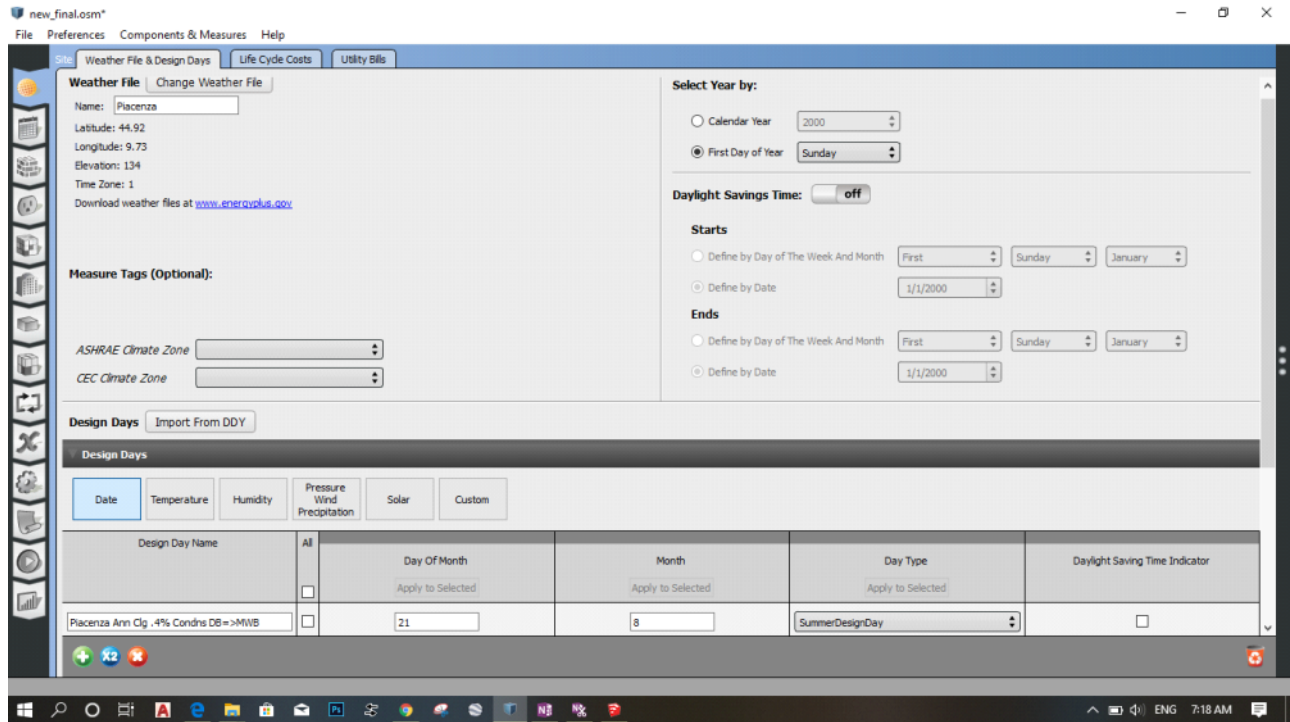 new_final.osm*
File Preferences Components & Measures Help
Site Weather File & Design Days Life Cycle Costs Utility Bills
Weather File Change Weather File
Name: Piacenza
Latitude: 44.92
Longitude: 9.73
Elevation: 134
Time Zone: 1
Download weather files at www.energyplus.gov
Measure Tags (Optional):
ASHRAE Climate Zone
CEC Climate Zone
Select Year by:
Calendar Year 2000
First Day of Year Sunday
Daylight Savings Time: off
Starts
Define by Day of The Week And Month First Sunday January
Define by Date 1/1/2000
Ends
Define by Day of The Week And Month First Sunday January
Define by Date 1/1/2000
Design Days Import From DDY
Design Days
Date Temperature Humidity Pressure Wind Precipitation Solar Custom
Design Day Name All Day Of Month Month Day Type Daylight Saving Time Indicator
Apply to Selected Apply to Selected Apply to Selected
Piacenza Ann Clg .4% Condns DB=>MWB 21 8 SummerDesignDay
X2
A Ps N
ENG 7:18 AM